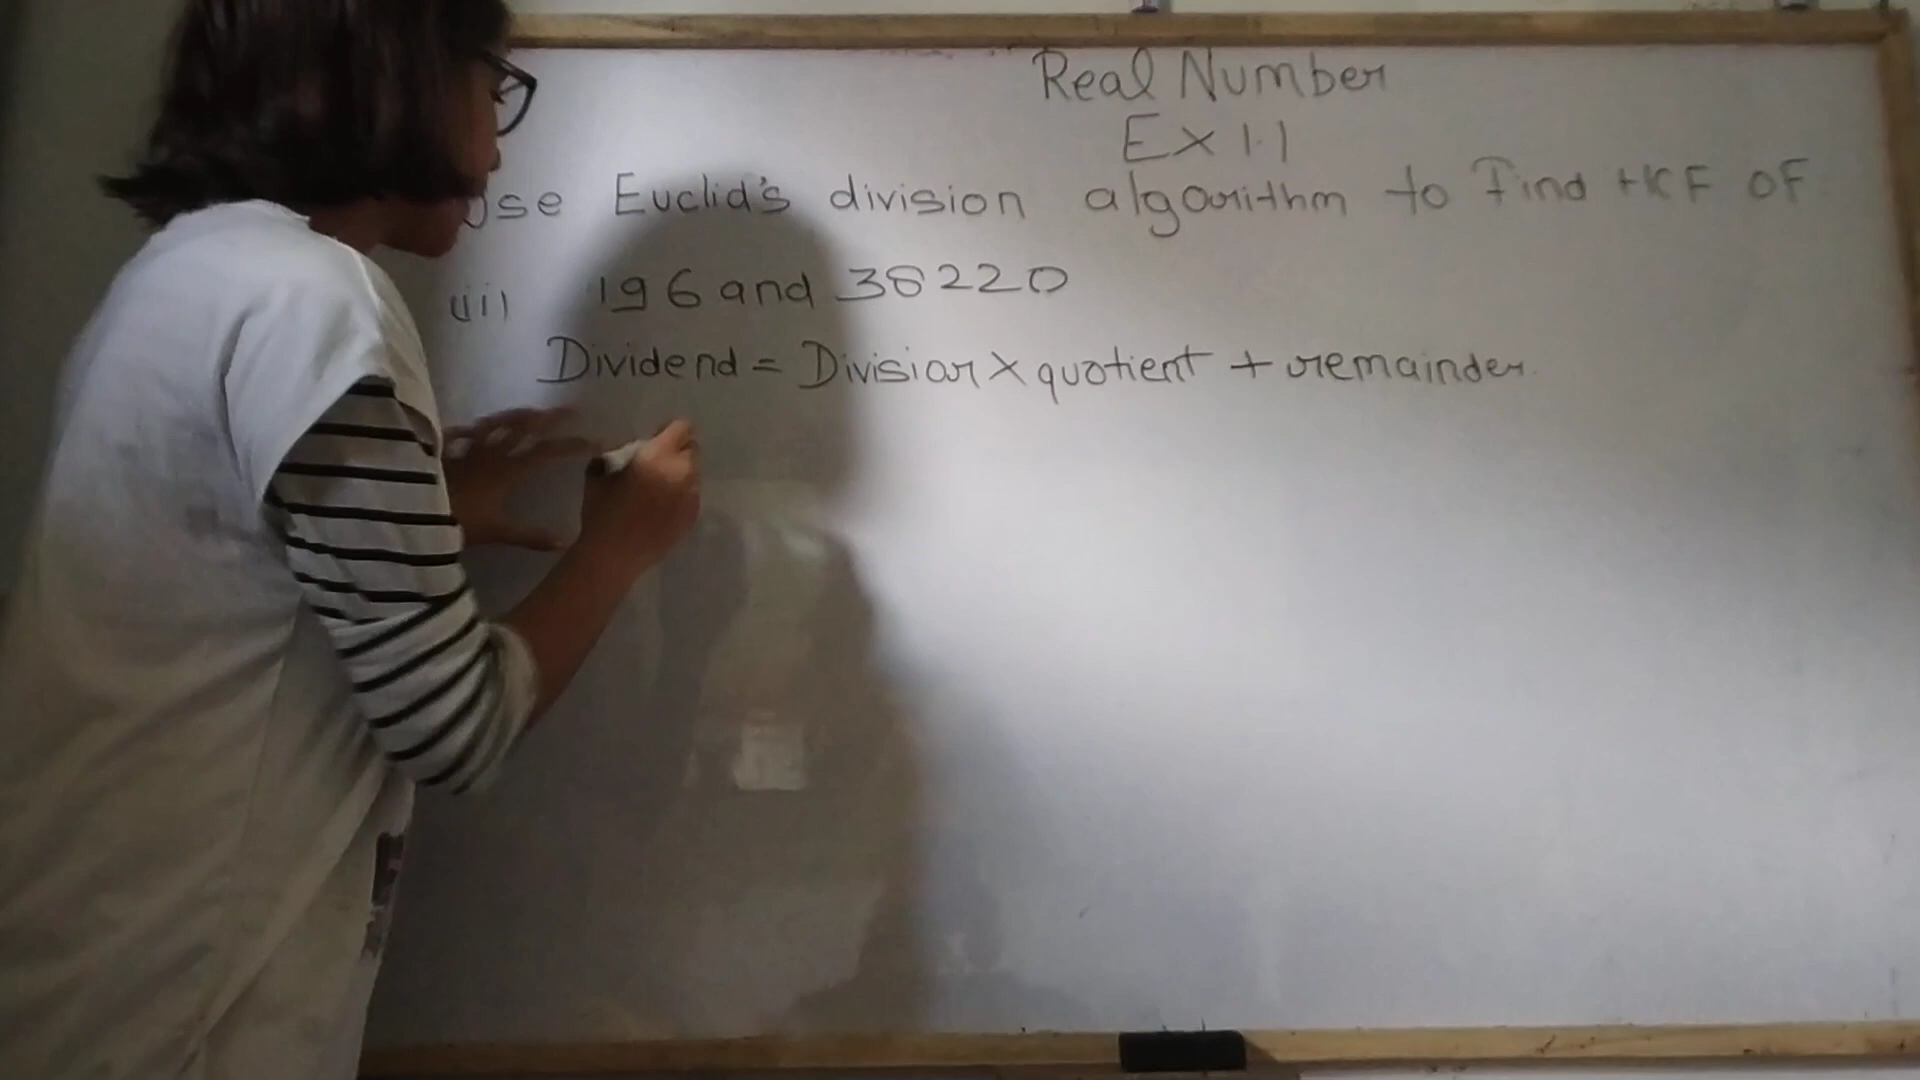 Real Number
Ex 1.1
Use Euclid's division algorithm to find HCF OF
(ii) 196 and 38220
Dividend = Divisior X quotient + remainder